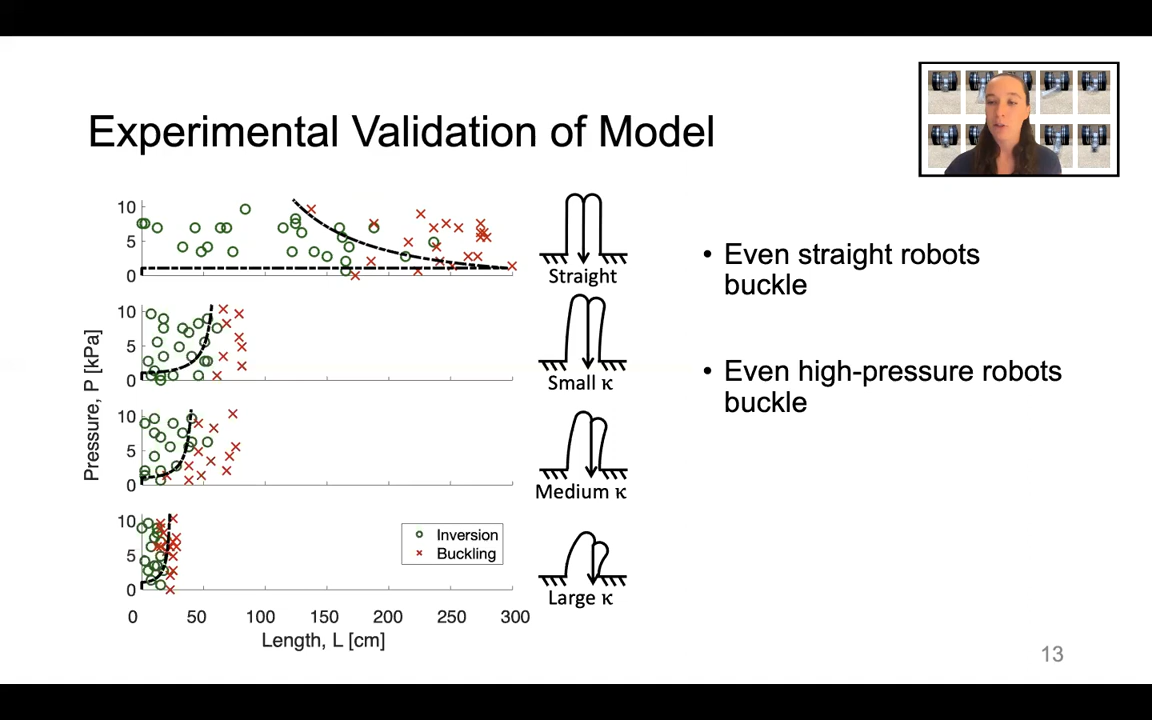 Experimental Validation of Model
10
5
0
Straight
10
5
0
Small κ
10
5
0
Medium κ
10
5
0
Large κ
Pressure, P [kPa]
Inversion
Buckling
0 50 100 150 200 250 300
Length, L [cm]
• Even straight robots
buckle
• Even high-pressure robots
buckle
13